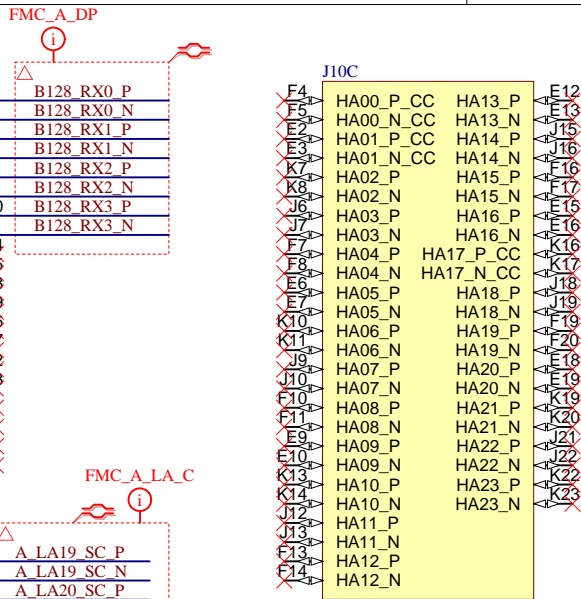 FMC_A_DP
i
B128_RX0_P
B128_RX0_N
B128_RX1_P
B128_RX1_N
B128_RX2_P
B128_RX2_N
B128_RX3_P
B128_RX3_N
FMC_A_LA_C
i
A_LA19_SC_P
A_LA19_SC_N
A_LA20_SC_P
J10C
F4 HA00_P_CC HA13_P E12
F5 HA00_N_CC HA13_N E13
E2 HA01_P_CC HA14_P J15
E3 HA01_N_CC HA14_N J16
K7 HA02_P HA15_P F16
K8 HA02_N HA15_N F17
J6 HA03_P HA16_P E15
J7 HA03_N HA16_N E16
F7 HA04_P HA17_P_CC K16
F8 HA04_N HA17_N_CC K17
E6 HA05_P HA18_P J18
E7 HA05_N HA18_N J19
K10 HA06_P HA19_P F19
K11 HA06_N HA19_N F20
J9 HA07_P HA20_P E18
J10 HA07_N HA20_N E19
F10 HA08_P HA21_P K19
F11 HA08_N HA21_N K20
E9 HA09_P HA22_P J21
E10 HA09_N HA22_N J22
K13 HA10_P HA23_P K22
K14 HA10_N HA23_N K23
J12 HA11_P
J13 HA11_N
F13 HA12_P
F14 HA12_N